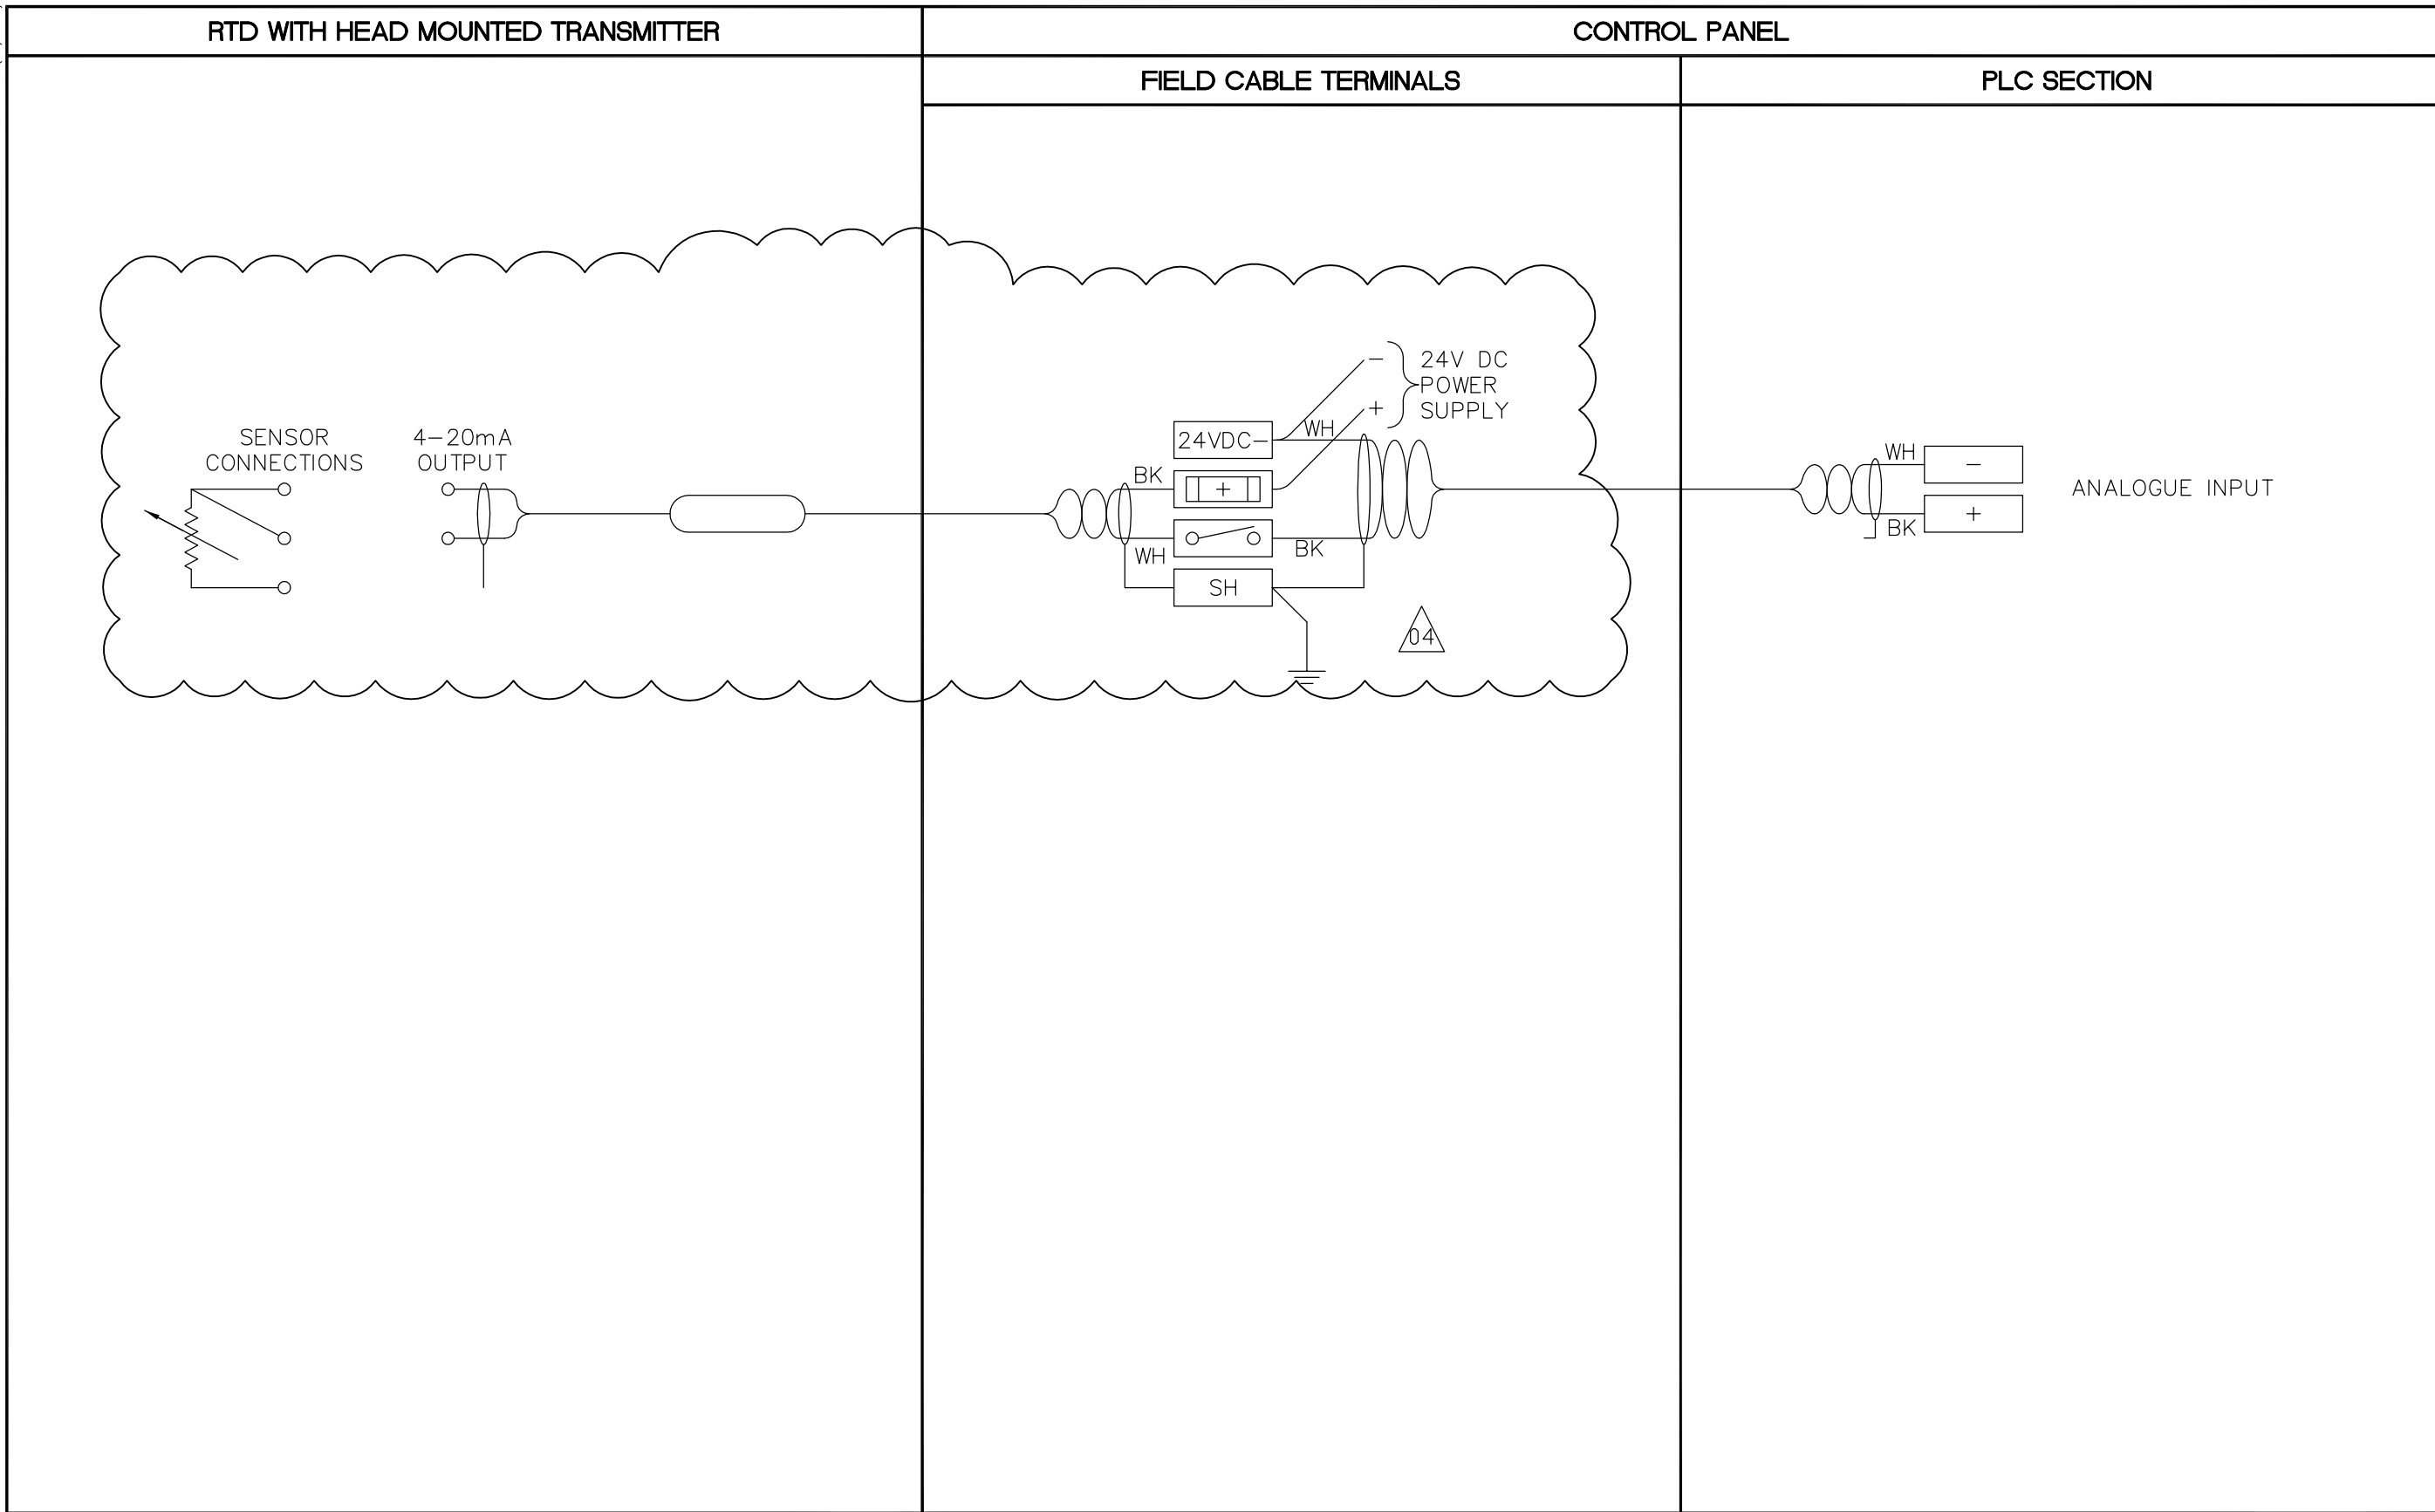 RTD WITH HEAD MOUNTED TRANSMITTER
CONTROL PANEL
FIELD CABLE TERMINALS
PLC SECTION
SENSOR
CONNECTIONS
4-20mA
OUTPUT
BK
WH
24VDC-
+
SH
WH
BK
-
+
24V DC
POWER
SUPPLY
04
WH
BK
-
+
ANALOGUE INPUT